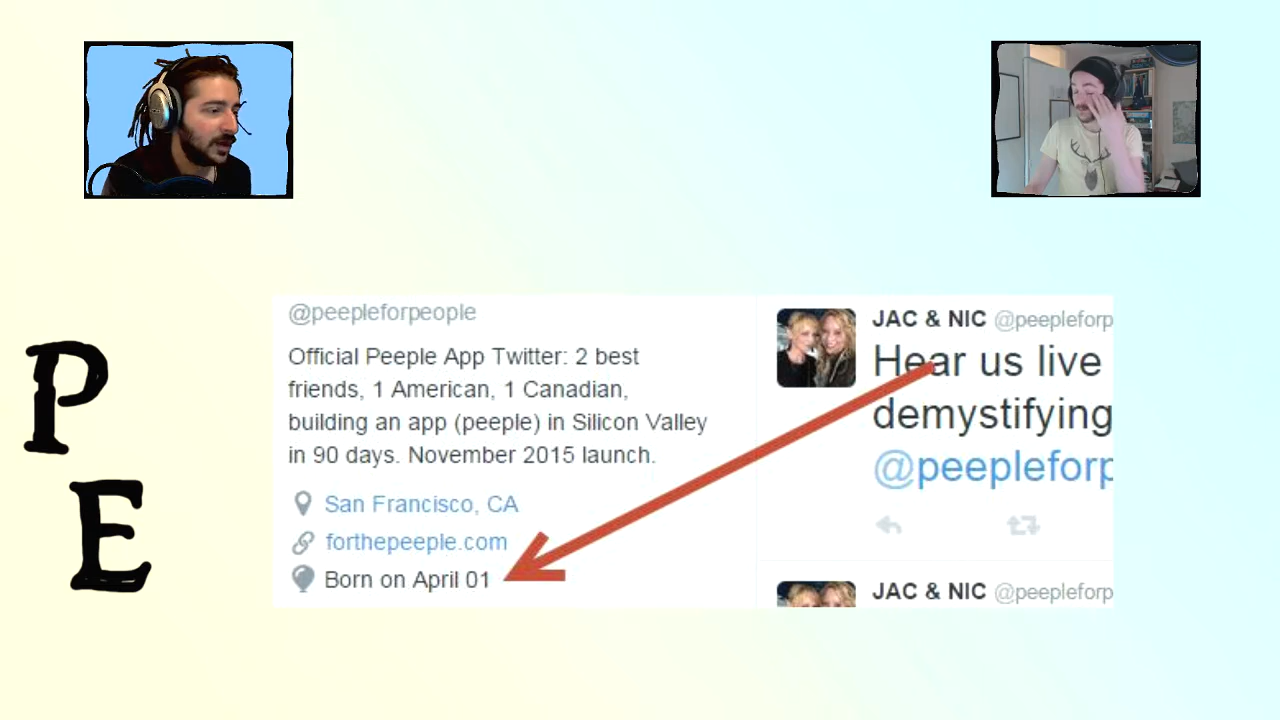 @peepleforpeople
Official Peeple App Twitter: 2 best
friends, 1 American, 1 Canadian,
building an app (peeple) in Silicon Valley
in 90 days. November 2015 launch.
San Francisco, CA
forthepeeple.com
Born on April 01
JAC & NIC @peepleforp
Hear us live
demystifying
@peepleforp
JAC & NIC @peepleforp
P
E